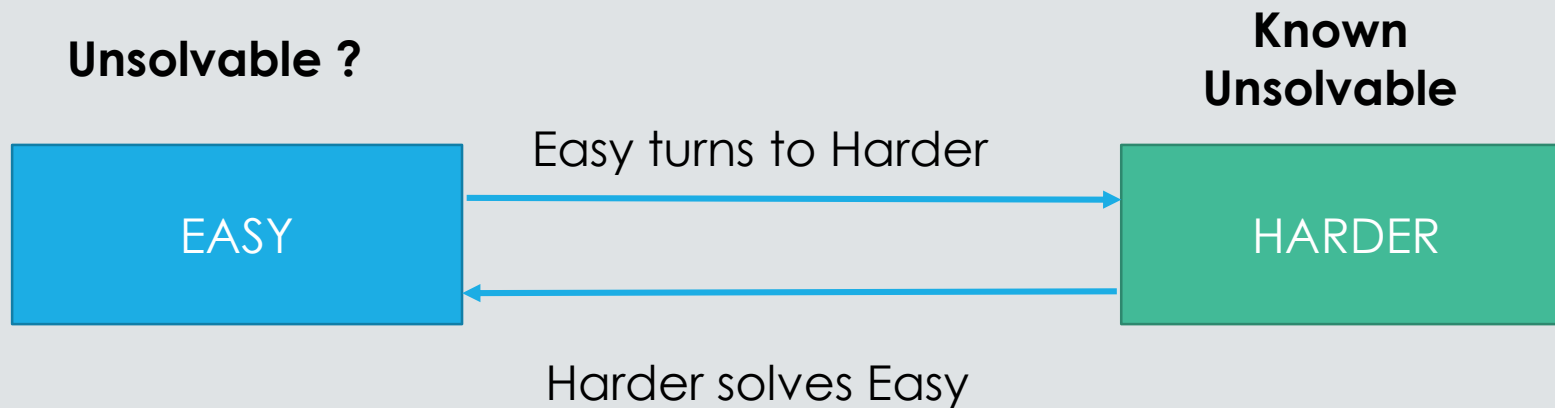 Unsolvable ?
Known
Unsolvable
Easy turns to Harder
EASY
HARDER
Harder solves Easy